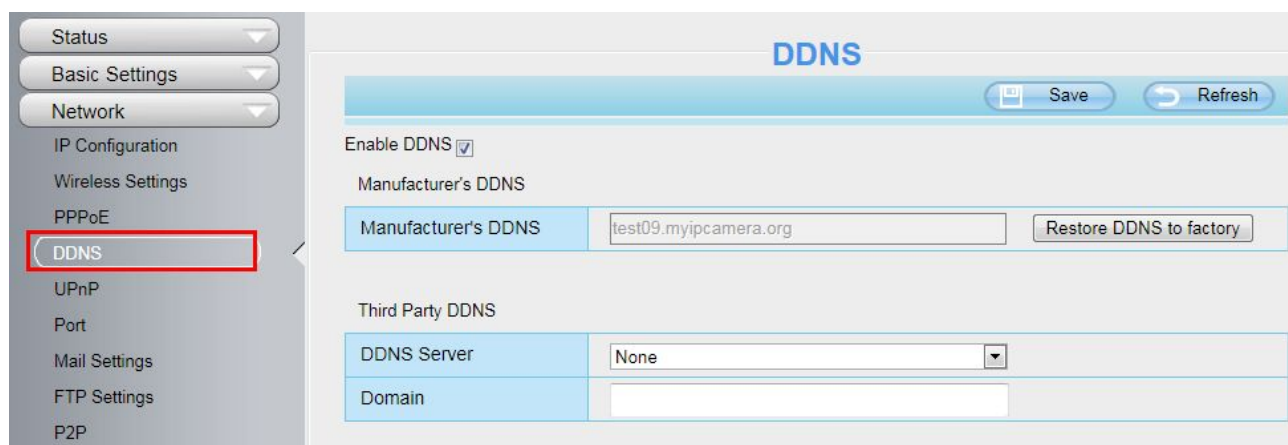 Status
Basic Settings
Network
IP Configuration
Wireless Settings
PPPoE
DDNS
UPnP
Port
Mail Settings
FTP Settings
P2P
DDNS
Save Refresh
Enable DDNS
Manufacturer's DDNS
Manufacturer's DDNS test09.myipcamera.org Restore DDNS to factory
Third Party DDNS
DDNS Server None
Domain